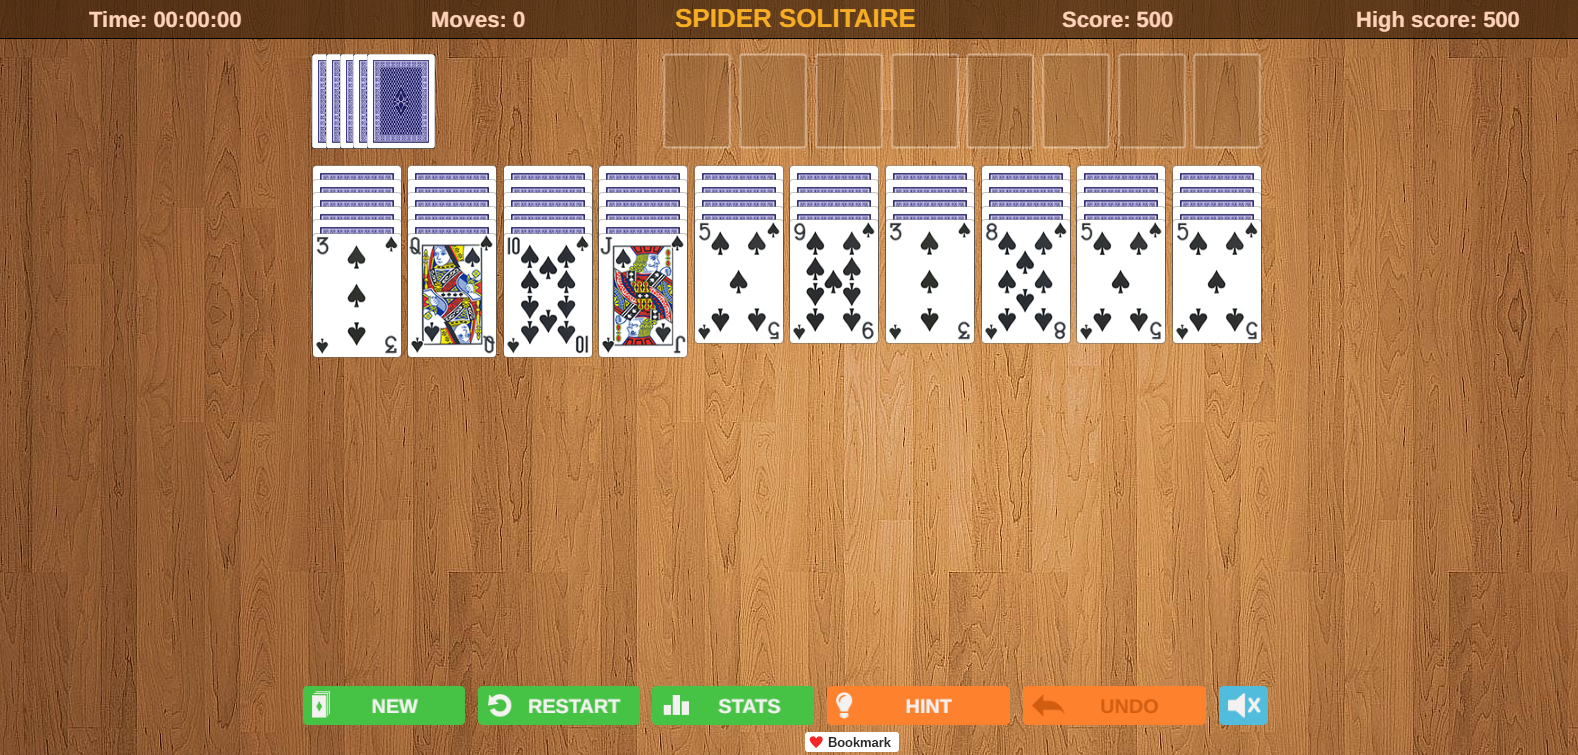 Time: 00:00:00 Moves: 0 SPIDER SOLITAIRE Score: 500 High score: 500
3 Q 10 J 5 9 3 8 5 5
3 Q 10 J 5 9 3 8 5 5
NEW RESTART STATS HINT UNDO
Bookmark